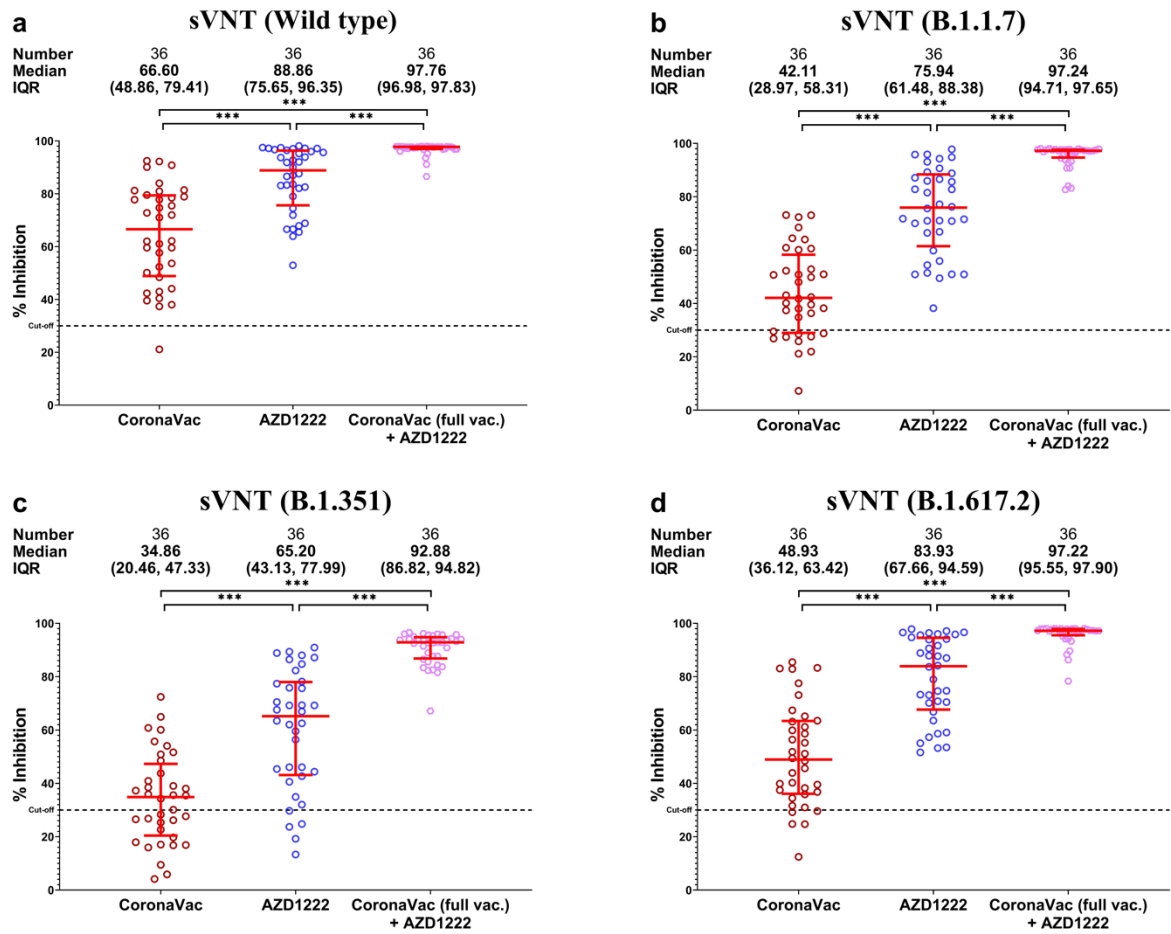 a
sVNT (Wild type)
Number 36 36 36
Median 66.60 88.86 97.76
IQR (48.86, 79.41) (75.65, 96.35) (96.98, 97.83)
***
*** ***
% Inhibition
100
80
60
40
Cut-off
20
0
CoronaVac AZD1222 CoronaVac (full vac.)
+ AZD1222
b
sVNT (B.1.1.7)
Number 36 36 36
Median 42.11 75.94 97.24
IQR (28.97, 58.31) (61.48, 88.38) (94.71, 97.65)
***
*** ***
% Inhibition
100
80
60
40
Cut-off
20
0
CoronaVac AZD1222 CoronaVac (full vac.)
+ AZD1222
c
sVNT (B.1.351)
Number 36 36 36
Median 34.86 65.20 92.88
IQR (20.46, 47.33) (43.13, 77.99) (86.82, 94.82)
***
*** ***
% Inhibition
100
80
60
40
Cut-off
20
0
CoronaVac AZD1222 CoronaVac (full vac.)
+ AZD1222
d
sVNT (B.1.617.2)
Number 36 36 36
Median 48.93 83.93 97.22
IQR (36.12, 63.42) (67.66, 94.59) (95.55, 97.90)
***
*** ***
% Inhibition
100
80
60
40
Cut-off
20
0
CoronaVac AZD1222 CoronaVac (full vac.)
+ AZD1222